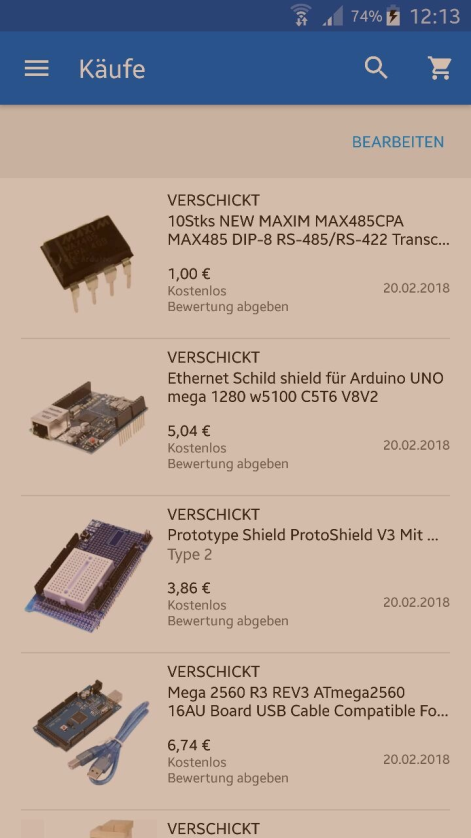 74% 12:13
Käufe
BEARBEITEN
VERSCHICKT
10Stks NEW MAXIM MAX485CPA
MAX485 DIP-8 RS-485/RS-422 Transc...
1,00 €
Kostenlos
20.02.2018
Bewertung abgeben
VERSCHICKT
Ethernet Schild shield für Arduino UNO
mega 1280 w5100 C5T6 V8V2
5,04 €
Kostenlos
20.02.2018
Bewertung abgeben
VERSCHICKT
Prototype Shield ProtoShield V3 Mit ...
Type 2
3,86 €
Kostenlos
20.02.2018
Bewertung abgeben
VERSCHICKT
Mega 2560 R3 REV3 ATmega2560
16AU Board USB Cable Compatible Fo...
6,74 €
Kostenlos
20.02.2018
Bewertung abgeben
VERSCHICKT